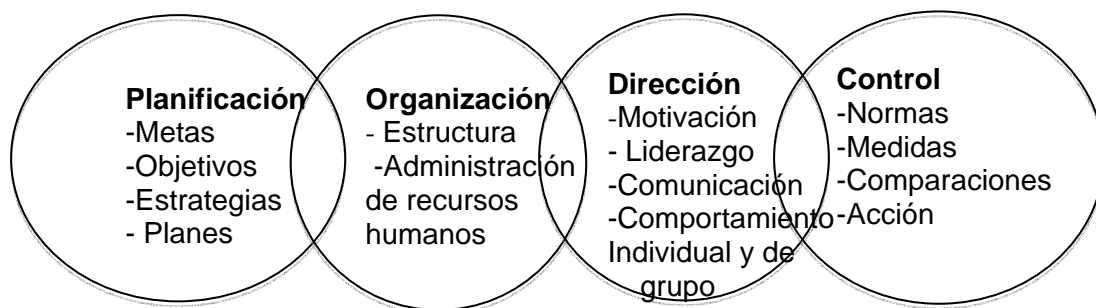 Planificación
-Metas
-Objetivos
-Estrategias
- Planes
Organización
- Estructura
-Administración
de recursos
humanos
Dirección
-Motivación
- Liderazgo
-Comunicación
-Comportamiento
Individual y de
grupo
Control
-Normas
-Medidas
-Comparaciones
-Acción